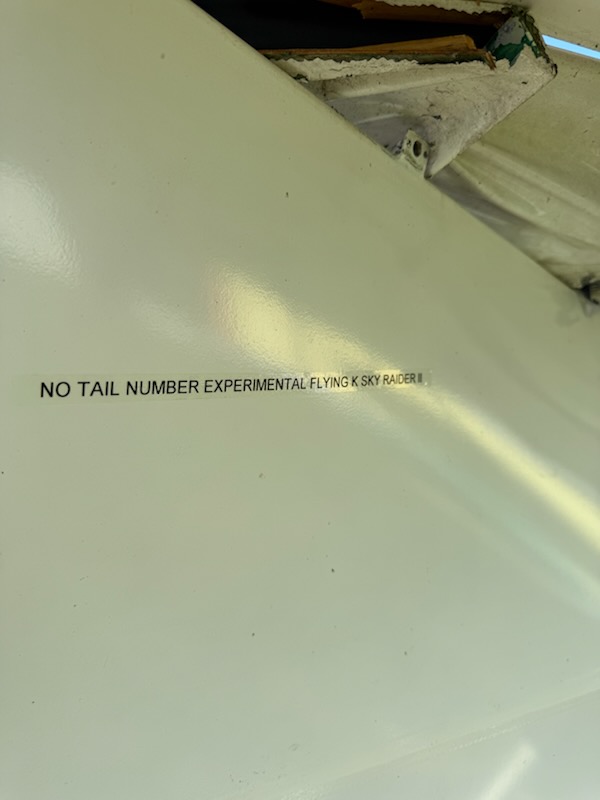 NO TAIL NUMBER EXPERIMENTAL FLYING K SKY RAIDER II